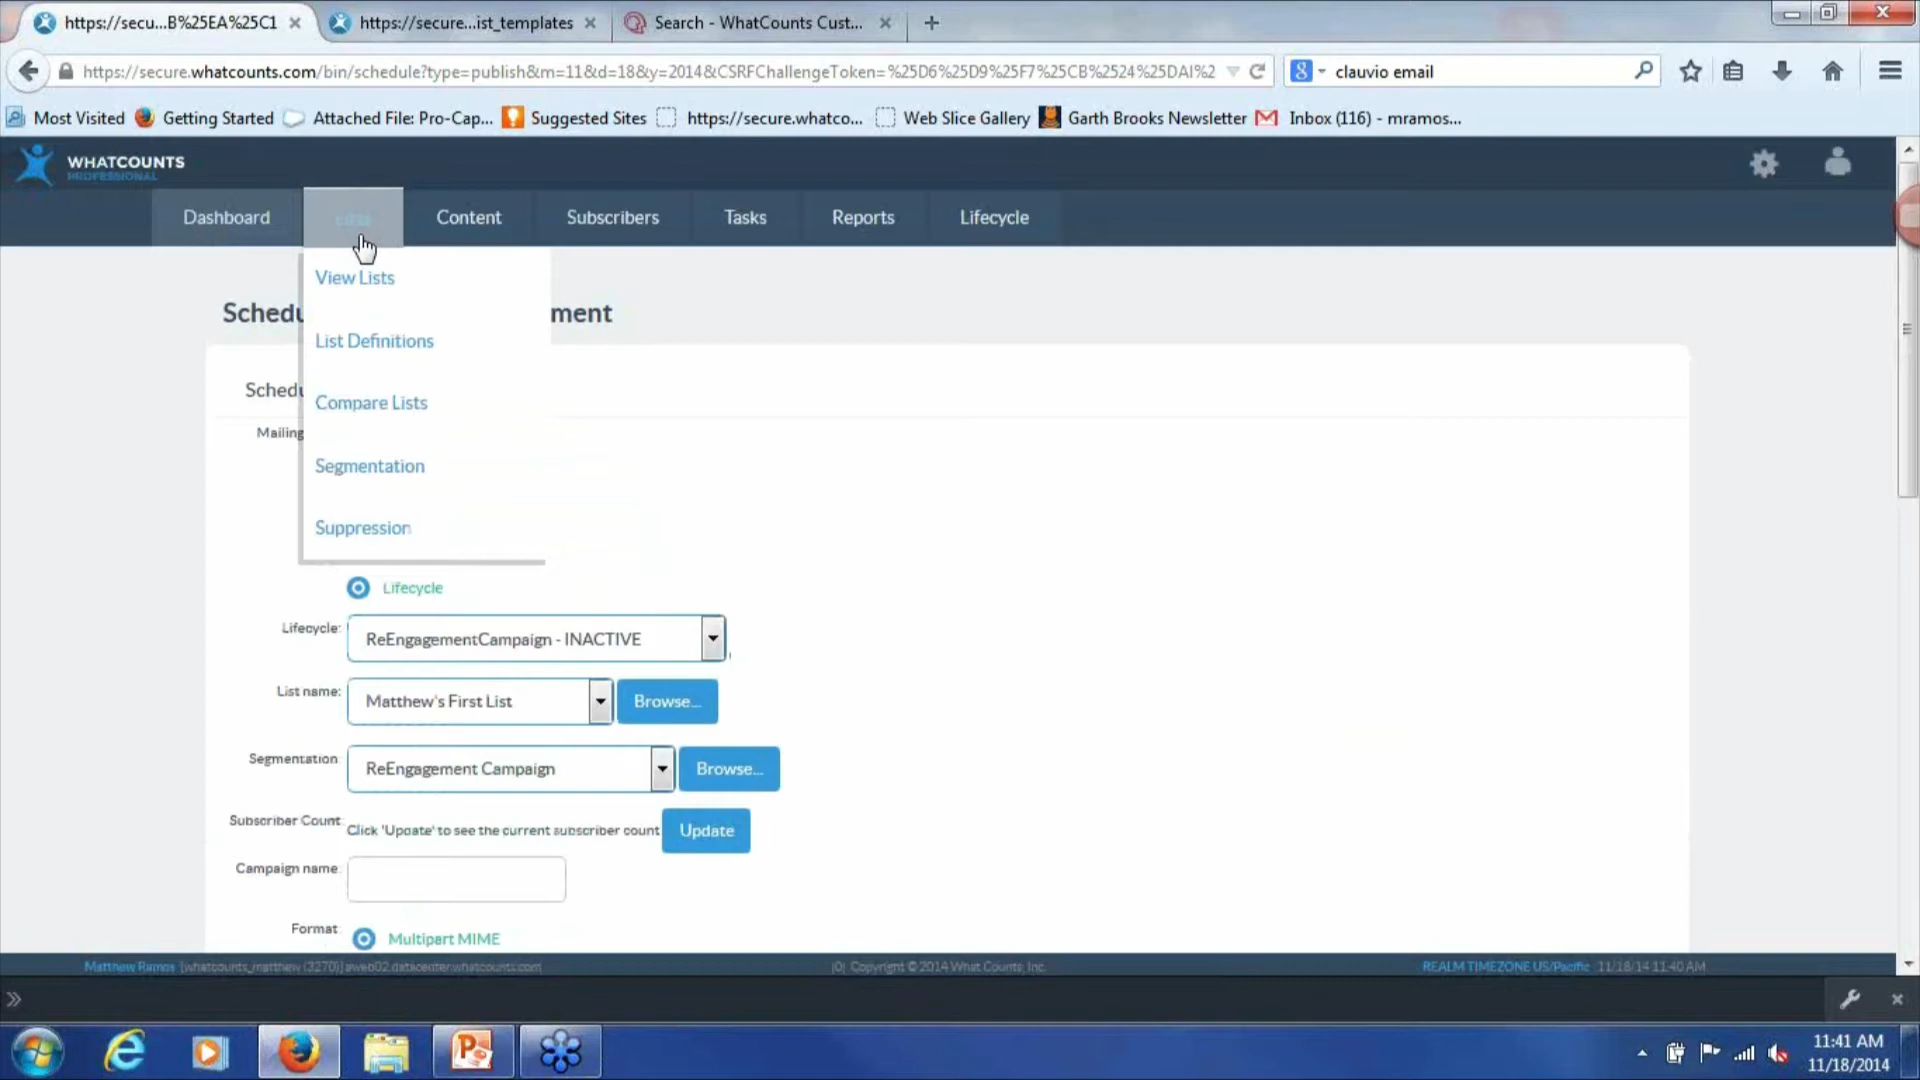 https://secu...B%25EA%25C1
https://secure...ist_templates
Search - WhatCounts Cust...
https://secure.whatcounts.com/bin/schedule?type=publish&m=11&d=18&y=2014&CSRFChallengeToken=%25D6%25D9%25F7%25CB%2524%25DAI%2
clauvio email
Most Visited
Getting Started
Attached File: Pro-Cap...
Suggested Sites
https://secure.whatco...
Web Slice Gallery
Garth Brooks Newsletter
Inbox (116) - mramos...
WHATCOUNTS
PROFESSIONAL
Dashboard
Lists
Content
Subscribers
Tasks
Reports
Lifecycle
View Lists
Schedu
ment
List Definitions
Schedu
Compare Lists
Mailing
Segmentation
Suppression
Lifecycle
Lifecycle:
ReEngagementCampaign - INACTIVE
List name:
Matthew's First List
Browse...
Segmentation
ReEngagement Campaign
Browse...
Subscriber Count:
Click 'Update' to see the current subscriber count
Update
Campaign name:
Format:
Multipart MIME
Matthew Ramos [whatcounts_matthew (3270)] aweb02.datacenter.whatcounts.com
|0| Copyright © 2014 What Counts, Inc.
REALM TIMEZONE US/Pacific 11/18/14 11:40 AM
11:41 AM
11/18/2014